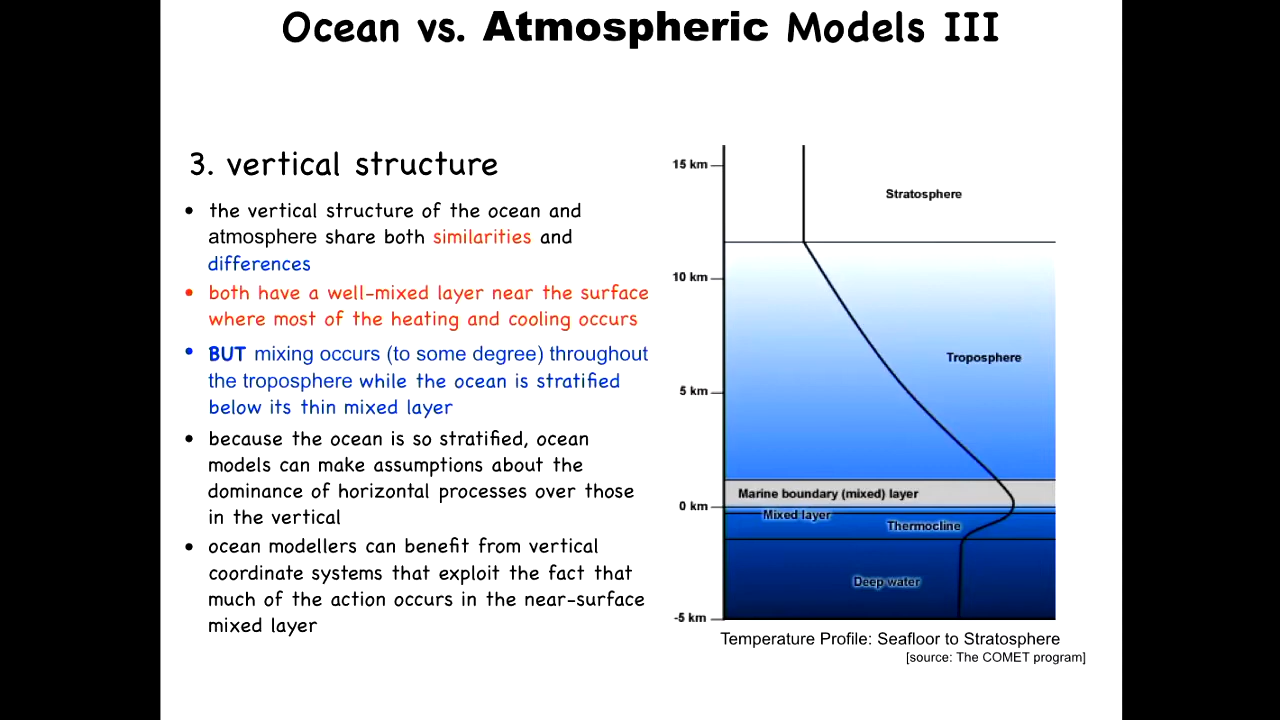 Ocean vs. Atmospheric Models III
3. vertical structure
• the vertical structure of the ocean and
atmosphere share both similarities and
differences
• both have a well-mixed layer near the surface
where most of the heating and cooling occurs
• BUT mixing occurs (to some degree) throughout
the troposphere while the ocean is stratified
below its thin mixed layer
• because the ocean is so stratified, ocean
models can make assumptions about the
dominance of horizontal processes over those
in the vertical
• ocean modellers can benefit from vertical
coordinate systems that exploit the fact that
much of the action occurs in the near-surface
mixed layer
15 km
Stratosphere
10 km
Troposphere
5 km
Marine boundary (mixed) layer
0 km
Mixed layer
Thermocline
Deep water
-5 km
Temperature Profile: Seafloor to Stratosphere
[source: The COMET program]